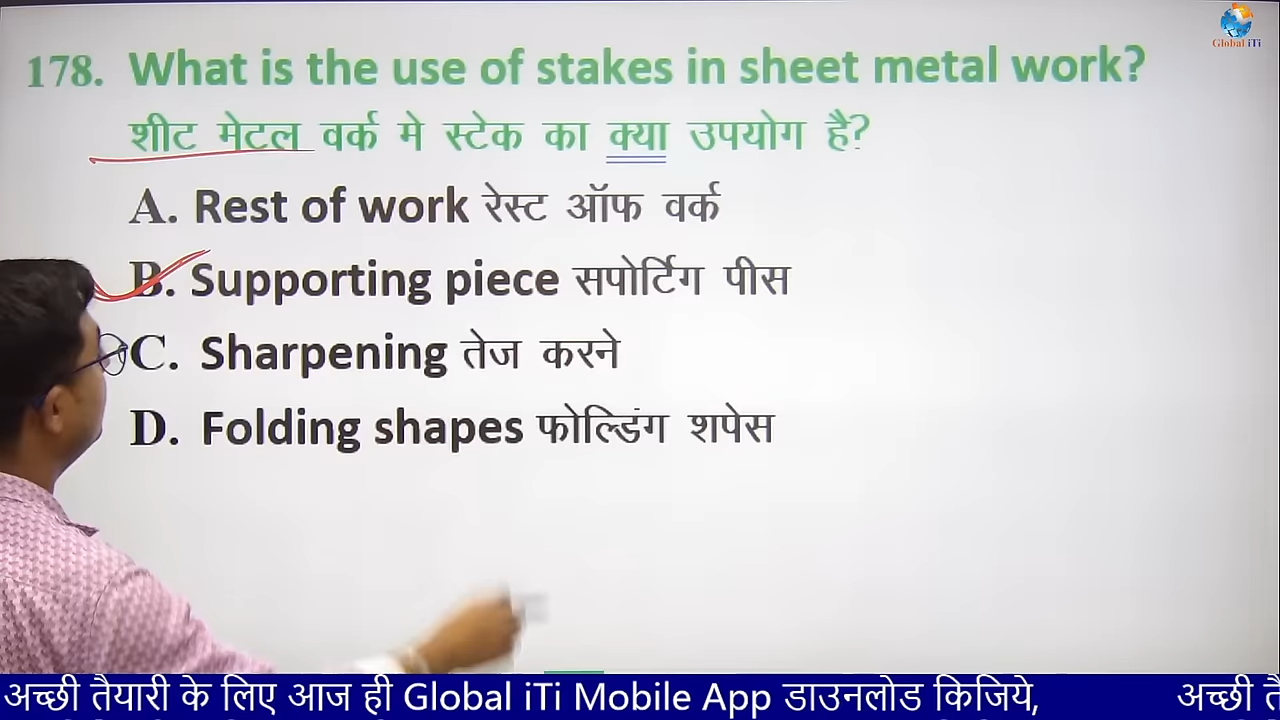 Global iTi
178. What is the use of stakes in sheet metal work?
शीट मेटल वर्क मे स्टेक का क्या उपयोग है?
A. Rest of work रेस्ट ऑफ वर्क
B. Supporting piece सपोर्टिंग पीस
C. Sharpening तेज करने
D. Folding shapes फोल्डिंग शपेस
अच्छी तैयारी के लिए आज ही Global iTi Mobile App डाउनलोड किजिये, अच्छी तै